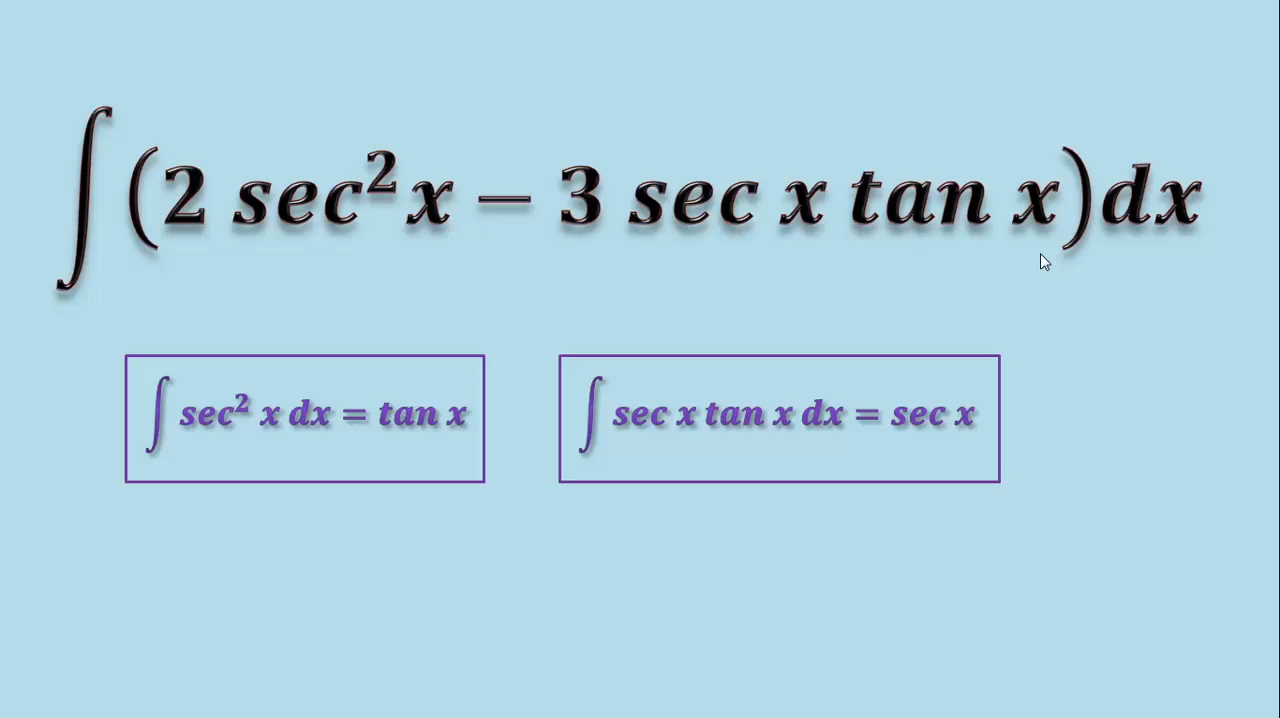 ∫(2 sec²x − 3 sec x tan x)dx
∫ sec² x dx = tan x
∫ sec x tan x dx = sec x